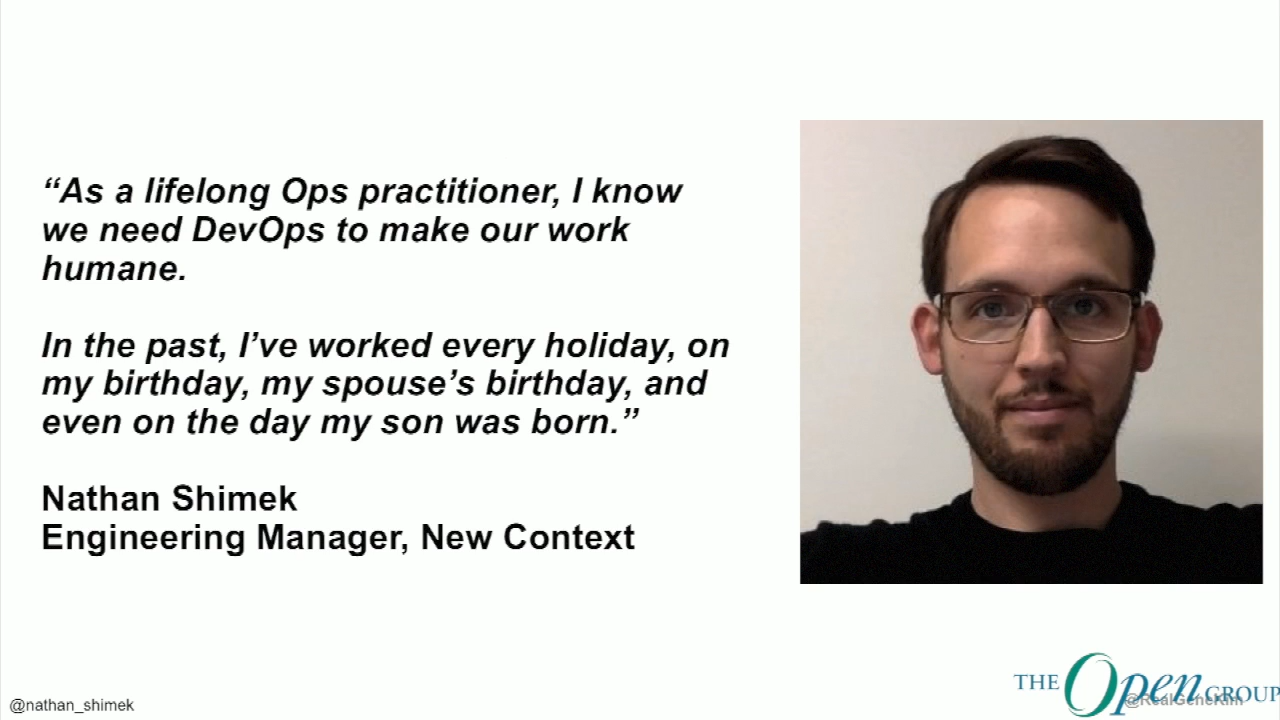 “As a lifelong Ops practitioner, I know
we need DevOps to make our work
humane.
In the past, I’ve worked every holiday, on
my birthday, my spouse’s birthday, and
even on the day my son was born.”
Nathan Shimek
Engineering Manager, New Context
@nathan_shimek
THE Open GROUP
@RealGeneKim